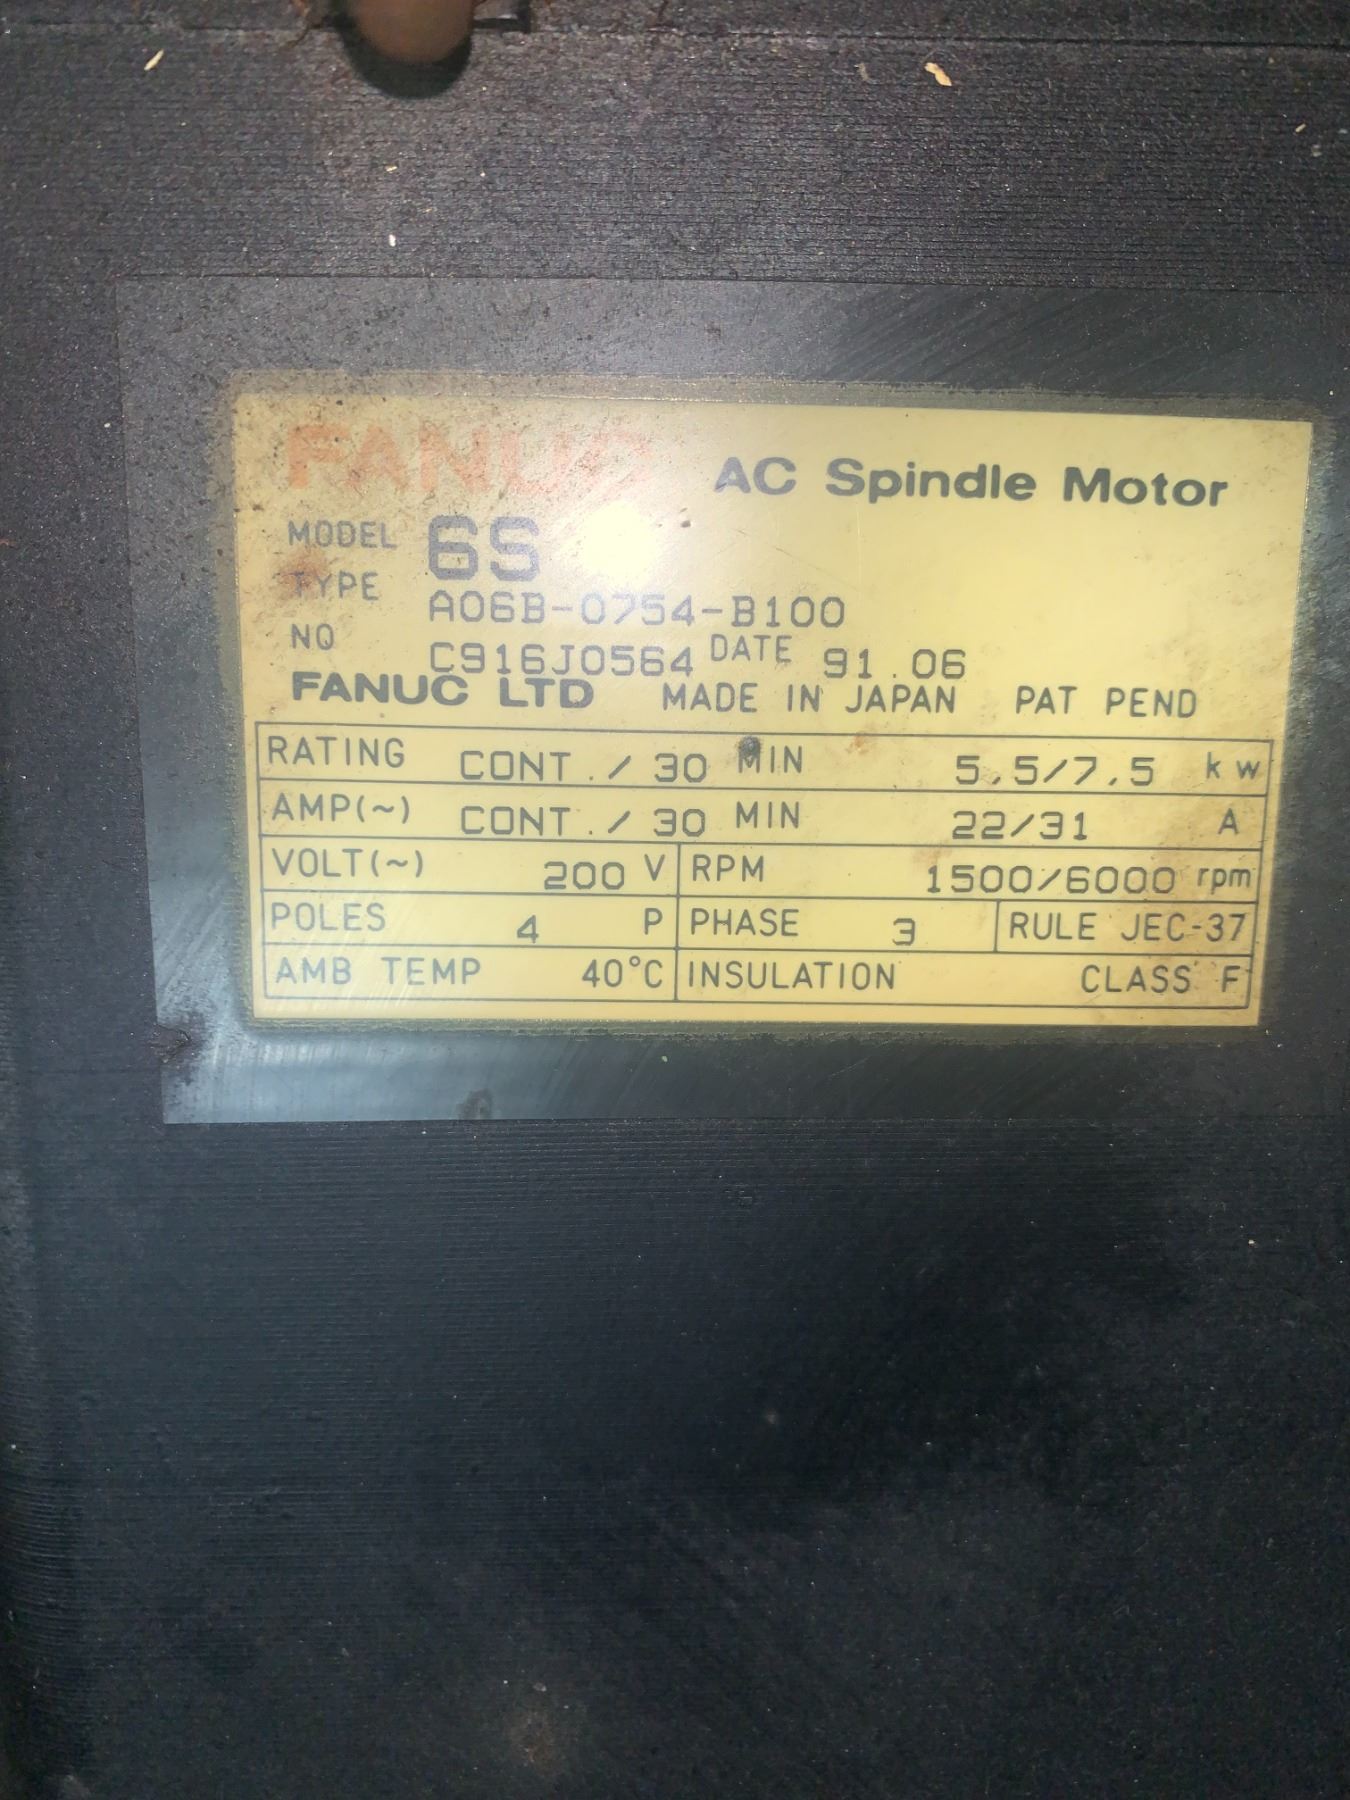 FANUC AC Spindle Motor
MODEL 6S
TYPE A06B-0754-B100
NO C916J0564 DATE 91.06
FANUC LTD MADE IN JAPAN PAT PEND
RATING CONT./30 MIN 5.5/7.5 kw
AMP(~) CONT./30 MIN 22/31 A
VOLT(~) 200 V RPM 1500/6000 rpm
POLES 4 P PHASE 3 RULE JEC-37
AMB TEMP 40°C INSULATION CLASS F